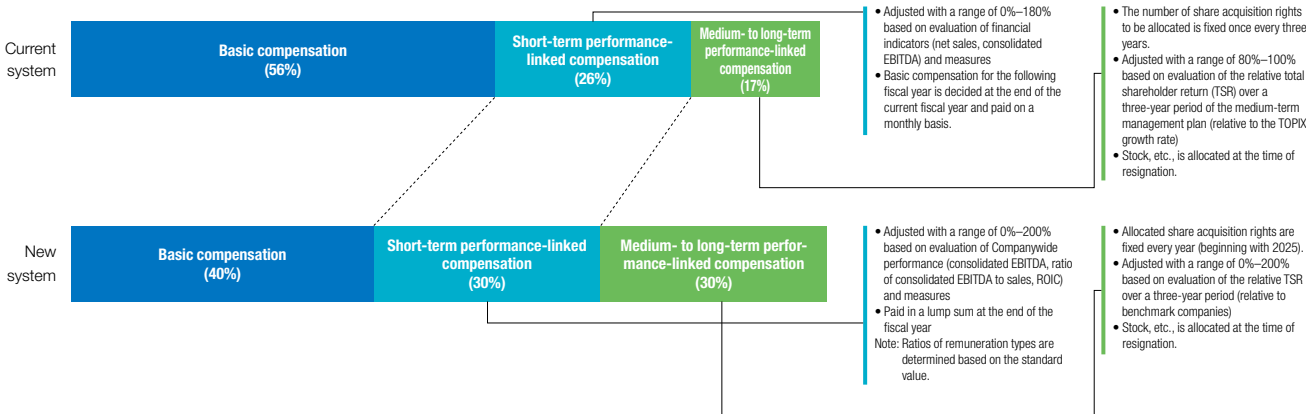 Current
system
Basic compensation
(56%)
Short-term performance-
linked compensation
(26%)
Medium- to long-term
performance-linked
compensation
(17%)
• Adjusted with a range of 0%–180%
based on evaluation of financial
indicators (net sales, consolidated
EBITDA) and measures
• Basic compensation for the following
fiscal year is decided at the end of the
current fiscal year and paid on a
monthly basis.
• The number of share acquisition rights
to be allocated is fixed once every three
years.
• Adjusted with a range of 80%–100%
based on evaluation of the relative total
shareholder return (TSR) over a
three-year period of the medium-term
management plan (relative to the TOPIX
growth rate)
• Stock, etc., is allocated at the time of
resignation.
New
system
Basic compensation
(40%)
Short-term performance-linked
compensation
(30%)
Medium- to long-term perfor-
mance-linked compensation
(30%)
• Adjusted with a range of 0%–200%
based on evaluation of Companywide
performance (consolidated EBITDA, ratio
of consolidated EBITDA to sales, ROIC)
and measures
• Paid in a lump sum at the end of the
fiscal year
Note: Ratios of remuneration types are
determined based on the standard
value.
• Allocated share acquisition rights are
fixed every year (beginning with 2025).
• Adjusted with a range of 0%–200%
based on evaluation of the relative TSR
over a three-year period (relative to
benchmark companies)
• Stock, etc., is allocated at the time of
resignation.